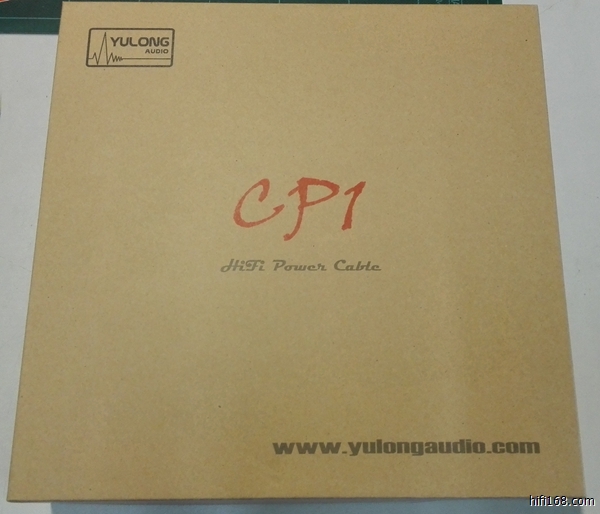 YULONG
AUDIO
CP1
HiFi Power Cable
www.yulongaudio.com
hifi168.com